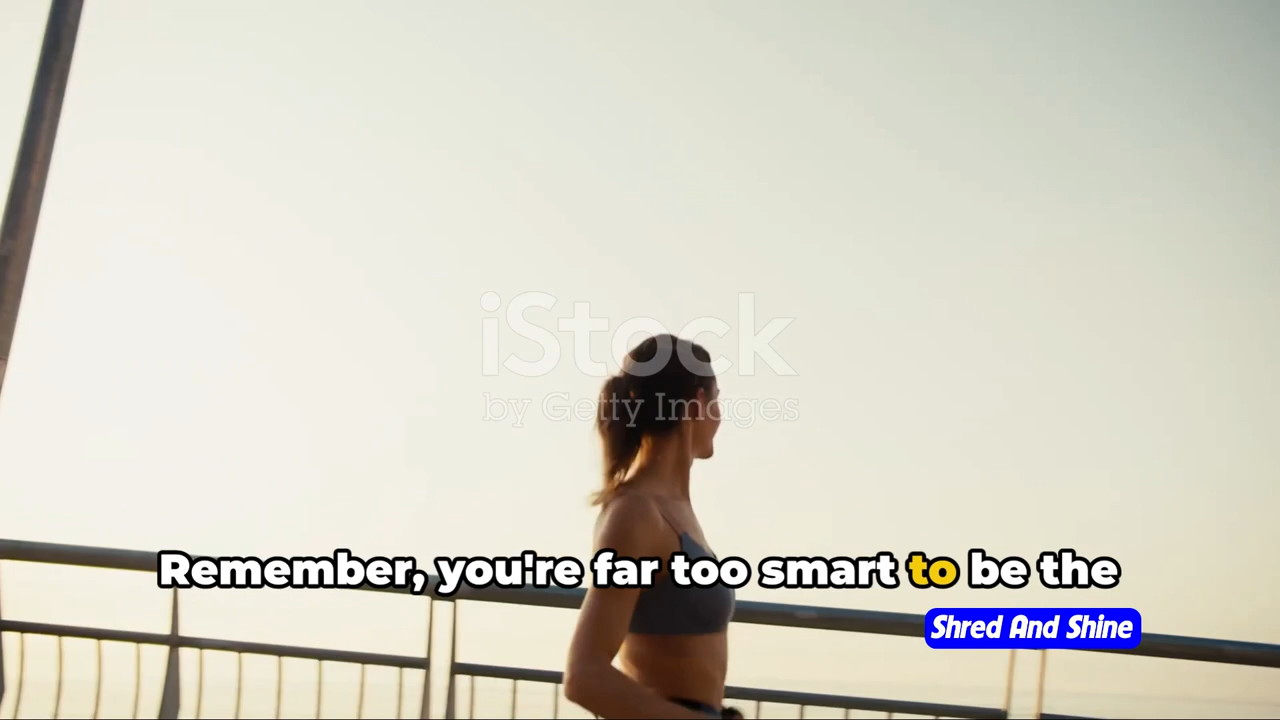 iStock
by Getty Images
Remember, you're far too smart to be the
Shred And Shine